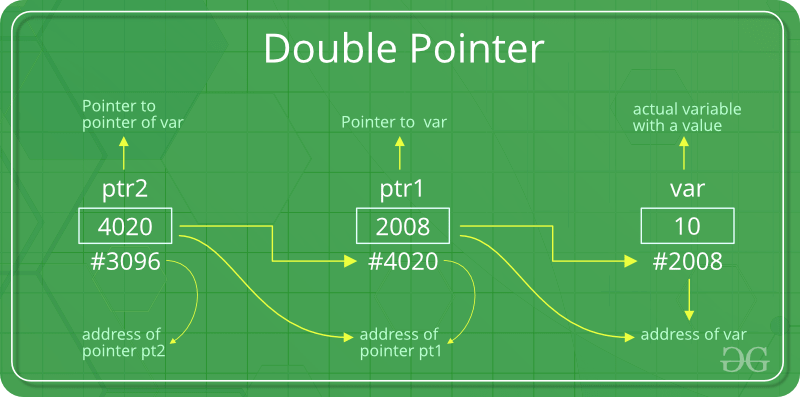 Double Pointer
Pointer to
pointer of var
Pointer to  var
actual variable
with a value
ptr2
ptr1
var
4020
2008
10
#3096
#4020
#2008
address of
pointer pt2
address of
pointer pt1
address of var
GG